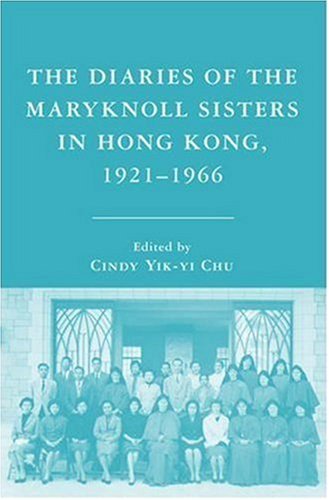 THE DIARIES OF THE
MARYKNOLL SISTERS
IN HONG KONG,
1921–1966
Edited by
CINDY YIK-YI CHU